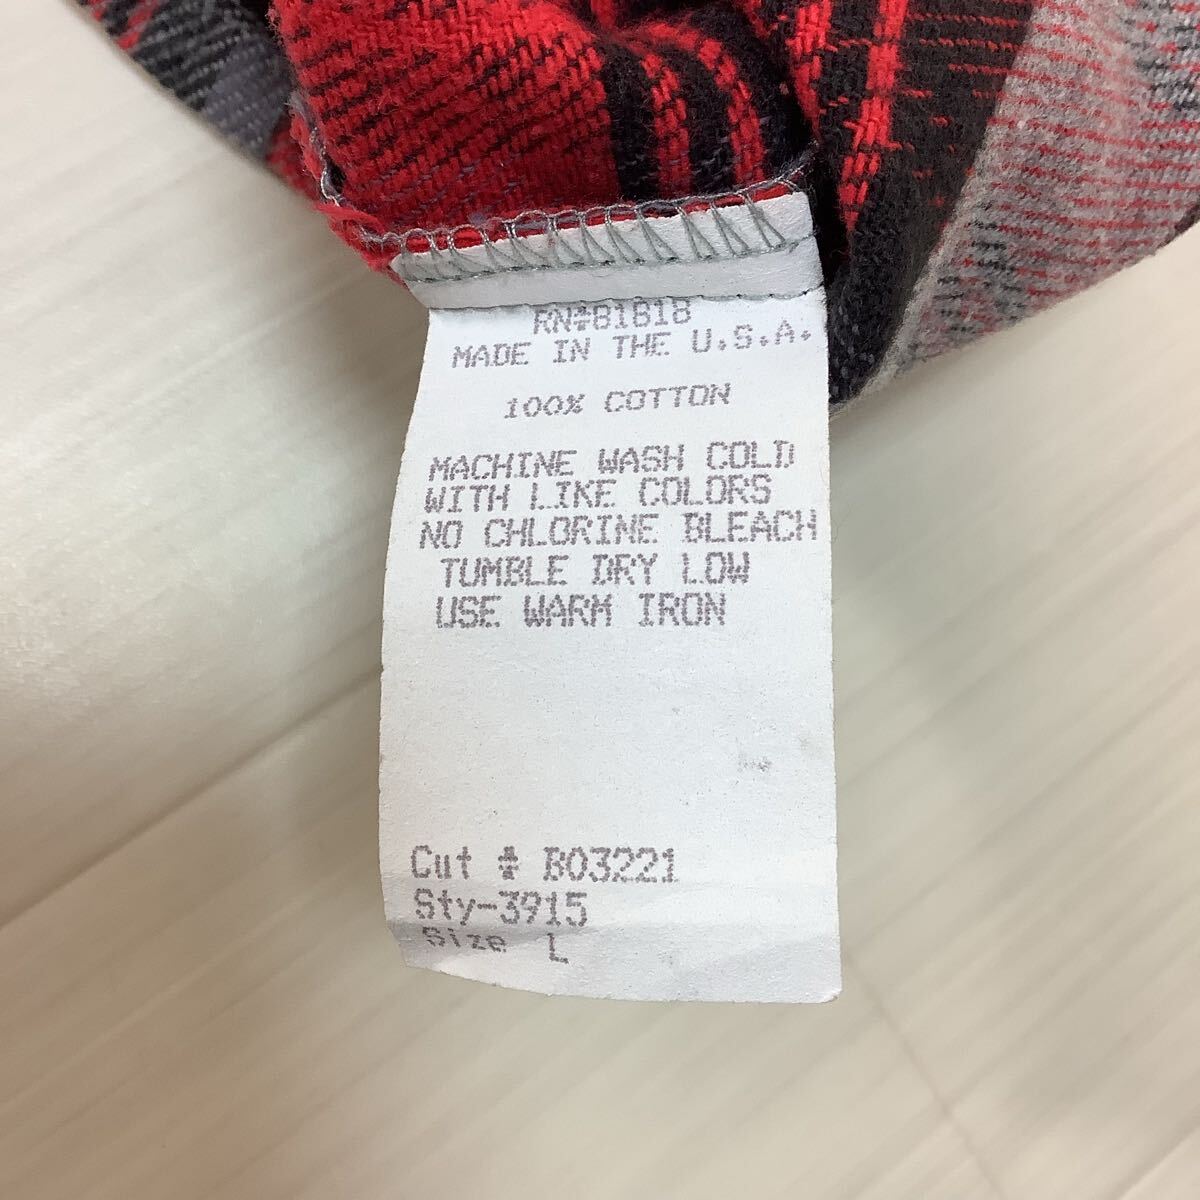 RN#81818
MADE IN THE U.S.A.
100% COTTON
MACHINE WASH COLD
WITH LIKE COLORS
NO CHLORINE BLEACH
TUMBLE DRY LOW
USE WARM IRON
Cut # B03221
Sty-3915
Size L